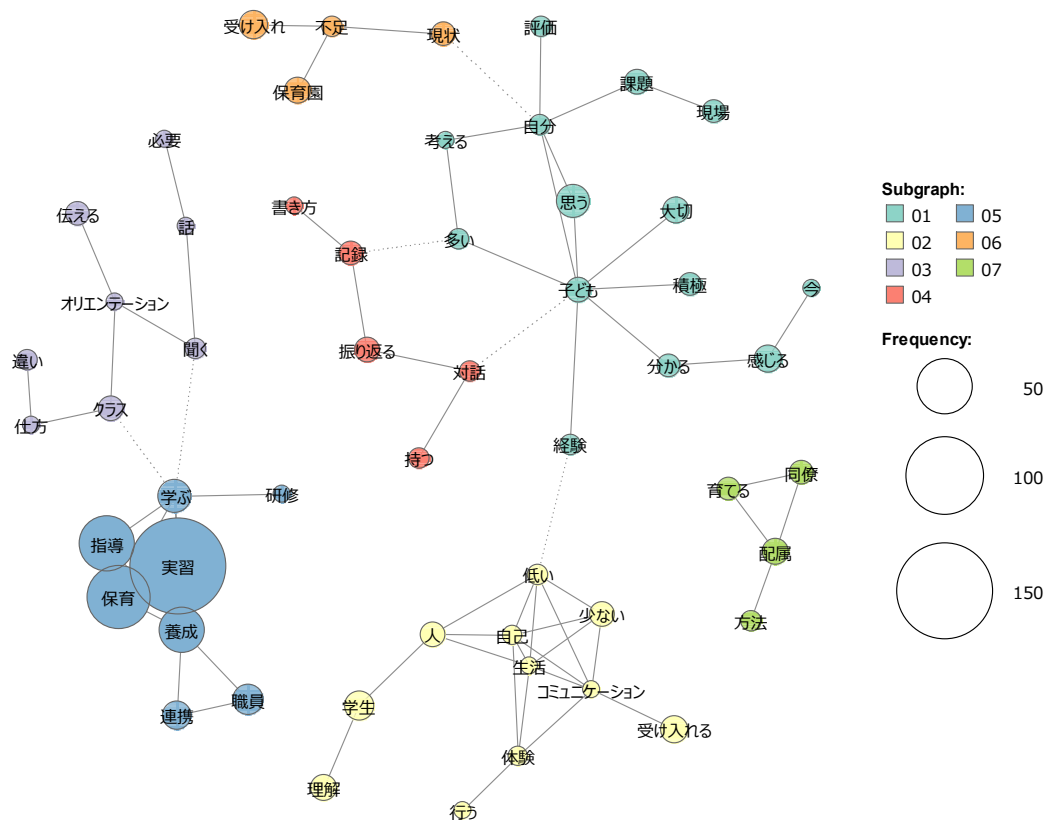 受け入れ
不足
現状
評価
保育園
課題
現場
自分
考える
必要
思う
大切
書き方
伝える
話
多い
記録
子ども
積極
今
オリエンテーション
聞く
振り返る
対話
分かる
感じる
違い
クラス
仕方
経験
持つ
学ぶ
研修
同僚
育てる
指導
実習
配属
保育
養成
方法
低い
少ない
人
自己
生活
コミュニケーション
職員
連携
学生
受け入れる
体験
理解
行う
Subgraph:
01 05
02 06
03 07
04
Frequency:
50
100
150